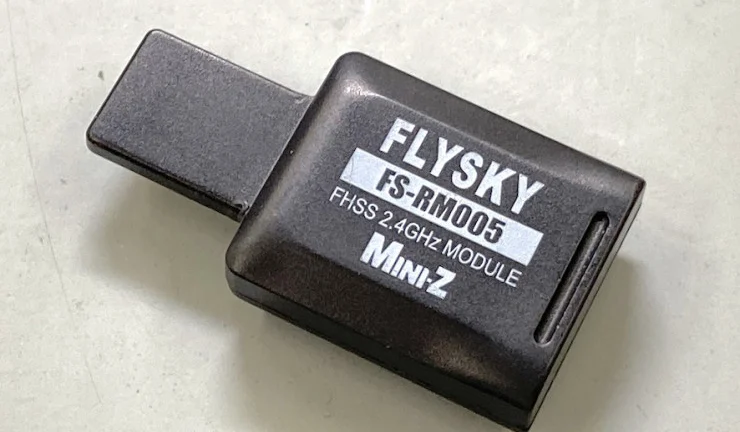 FLYSKY
FS-RM005
FHSS 2.4GHz MODULE
MINI-Z